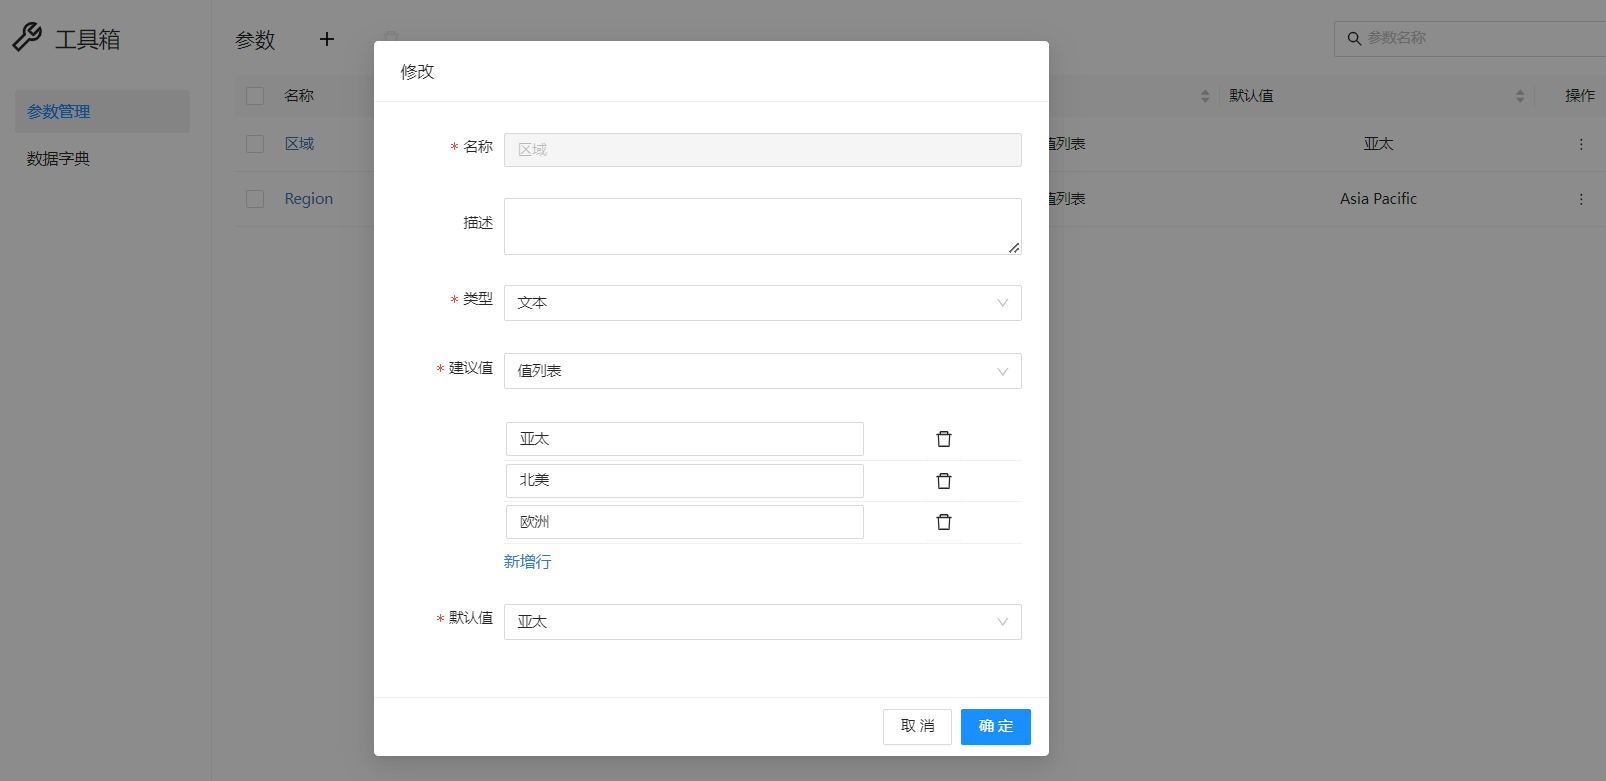 工具箱
参数
参数名称
参数管理
数据字典
名称
默认值
操作
区域
值列表
亚太
Region
值列表
Asia Pacific
修改
* 名称
区域
描述
* 类型
文本
* 建议值
值列表
亚太
北美
欧洲
新增行
* 默认值
亚太
取 消
确 定